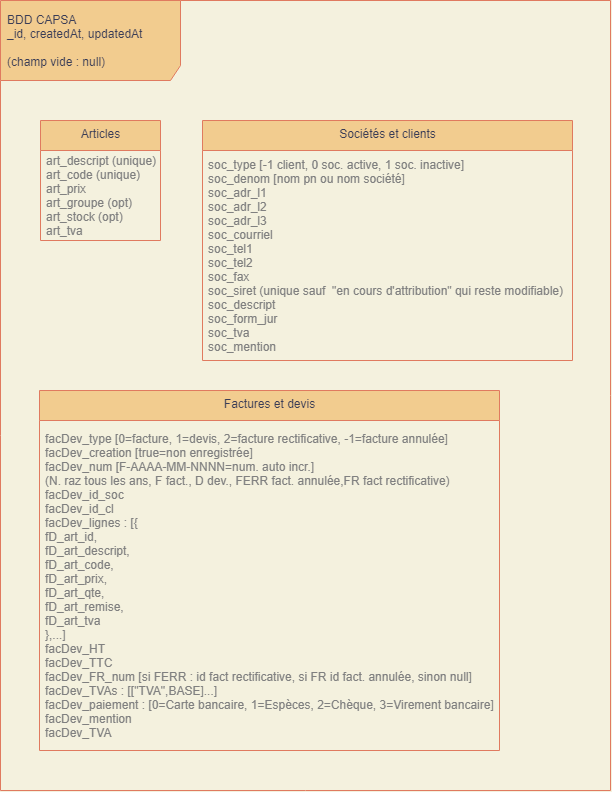 BDD CAPSA
_id, createdAt, updatedAt
(champ vide : null)
Articles
art_descript (unique)
art_code (unique)
art_prix
art_groupe (opt)
art_stock (opt)
art_tva
Sociétés et clients
soc_type [-1 client, 0 soc. active, 1 soc. inactive]
soc_denom [nom pn ou nom société]
soc_adr_l1
soc_adr_l2
soc_adr_l3
soc_courriel
soc_tel1
soc_tel2
soc_fax
soc_siret (unique sauf  "en cours d'attribution" qui reste modifiable)
soc_descript
soc_form_jur
soc_tva
soc_mention
Factures et devis
facDev_type [0=facture, 1=devis, 2=facture rectificative, -1=facture annulée]
facDev_creation [true=non enregistrée]
facDev_num [F-AAAA-MM-NNNN=num. auto incr.]
(N. raz tous les ans, F fact., D dev., FERR fact. annulée,FR fact rectificative)
facDev_id_soc
facDev_id_cl
facDev_lignes : [{
fD_art_id,
fD_art_descript,
fD_art_code,
fD_art_prix,
fD_art_qte,
fD_art_remise,
fD_art_tva
},...]
facDev_HT
facDev_TTC
facDev_FR_num [si FERR : id fact rectificative, si FR id fact. annulée, sinon null]
facDev_TVAs : [["TVA",BASE]...]
facDev_paiement : [0=Carte bancaire, 1=Espèces, 2=Chèque, 3=Virement bancaire]
facDev_mention
facDev_TVA